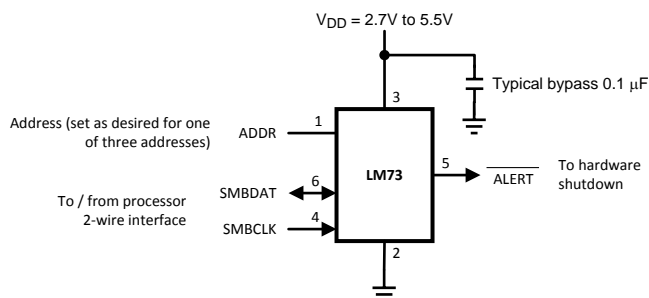 V_DD = 2.7V to 5.5V
Typical bypass 0.1 μF
3
Address (set as desired for one
of three addresses)
ADDR
1
LM73
5
ALERT
To hardware
shutdown
To / from processor
2-wire interface
SMBDAT
6
SMBCLK
4
2